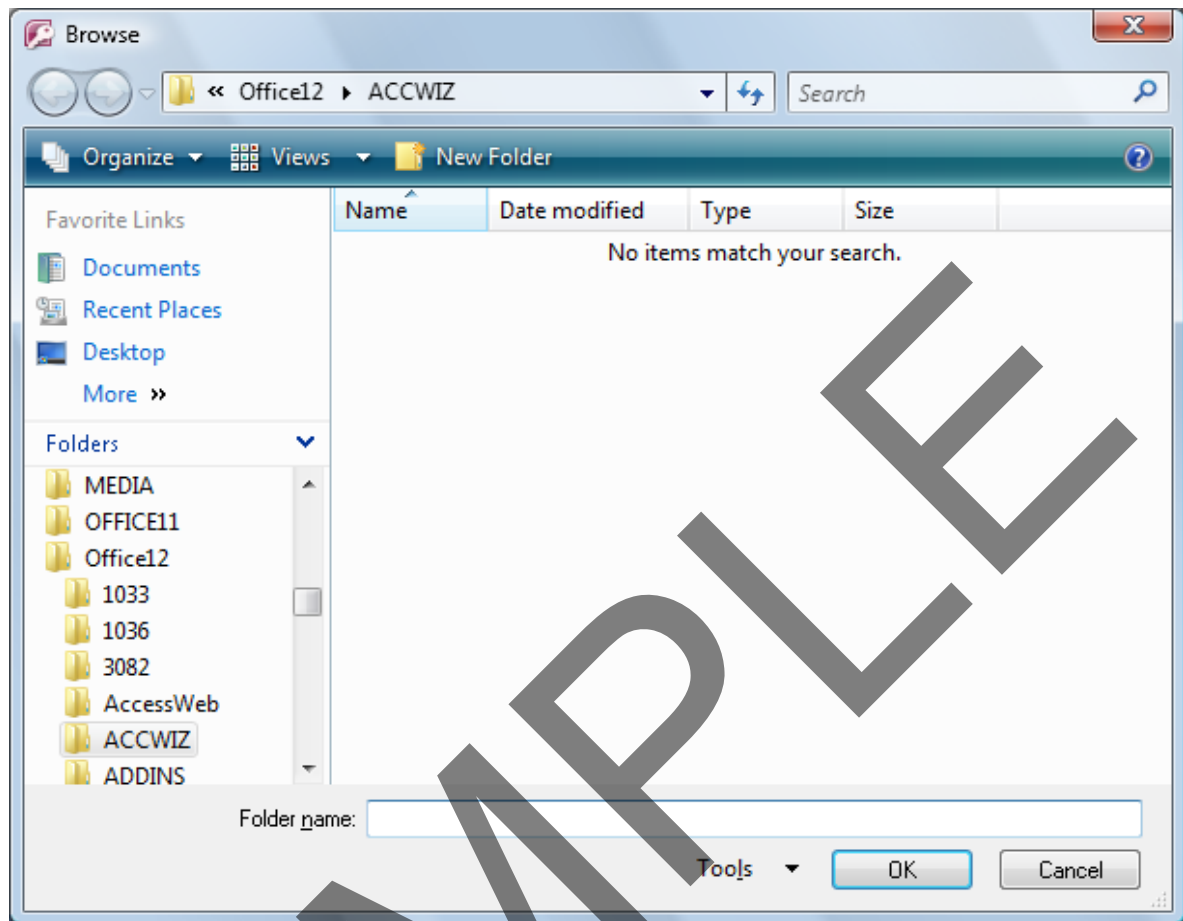 Browse
« Office12 ▸ ACCWIZ Search
Organize Views New Folder
Favorite Links
Documents
Recent Places
Desktop
More »
Folders
MEDIA
OFFICE11
Office12
1033
1036
3082
AccessWeb
ACCWIZ
ADDINS
Name Date modified Type Size
No items match your search.
Folder name:
Tools OK Cancel
MPLE